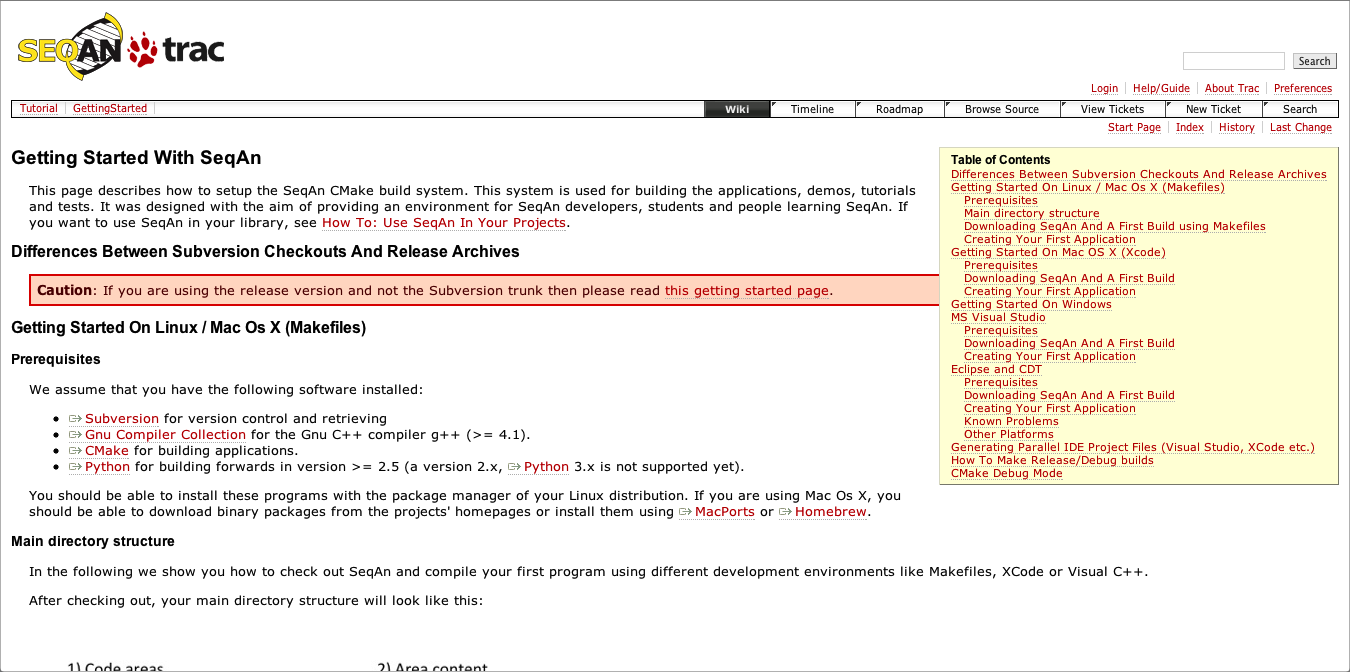 SEQAN trac
Search
Login Help/Guide About Trac Preferences
Tutorial GettingStarted Wiki Timeline Roadmap Browse Source View Tickets New Ticket Search
Start Page Index History Last Change
Getting Started With SeqAn
This page describes how to setup the SeqAn CMake build system. This system is used for building the applications, demos, tutorials
and tests. It was designed with the aim of providing an environment for SeqAn developers, students and people learning SeqAn. If
you want to use SeqAn in your library, see How To: Use SeqAn In Your Projects.
Differences Between Subversion Checkouts And Release Archives
Caution: If you are using the release version and not the Subversion trunk then please read this getting started page.
Getting Started On Linux / Mac Os X (Makefiles)
Prerequisites
We assume that you have the following software installed:
Subversion for version control and retrieving
Gnu Compiler Collection for the Gnu C++ compiler g++ (>= 4.1).
CMake for building applications.
Python for building forwards in version >= 2.5 (a version 2.x, Python 3.x is not supported yet).
You should be able to install these programs with the package manager of your Linux distribution. If you are using Mac Os X, you
should be able to download binary packages from the projects' homepages or install them using MacPorts or Homebrew.
Main directory structure
In the following we show you how to check out SeqAn and compile your first program using different development environments like Makefiles, XCode or Visual C++.
After checking out, your main directory structure will look like this:
1) Code areas 2) Area content
Table of Contents
Differences Between Subversion Checkouts And Release Archives
Getting Started On Linux / Mac Os X (Makefiles)
Prerequisites
Main directory structure
Downloading SeqAn And A First Build using Makefiles
Creating Your First Application
Getting Started On Mac OS X (Xcode)
Prerequisites
Downloading SeqAn And A First Build
Creating Your First Application
Getting Started On Windows
MS Visual Studio
Prerequisites
Downloading SeqAn And A First Build
Creating Your First Application
Eclipse and CDT
Prerequisites
Downloading SeqAn And A First Build
Creating Your First Application
Known Problems
Other Platforms
Generating Parallel IDE Project Files (Visual Studio, XCode etc.)
How To Make Release/Debug builds
CMake Debug Mode